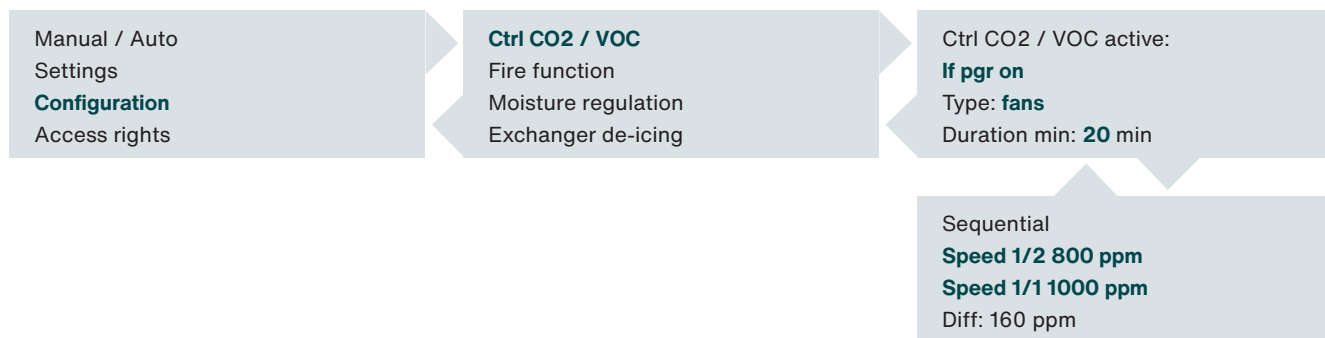 Manual / Auto
Settings
Configuration
Access rights
Ctrl CO2 / VOC
Fire function
Moisture regulation
Exchanger de-icing
Ctrl CO2 / VOC active:
If pgr on
Type: fans
Duration min: 20 min
Sequential
Speed 1/2 800 ppm
Speed 1/1 1000 ppm
Diff: 160 ppm